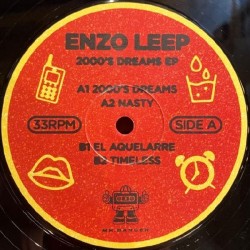 ENZO LEEP
2000'S DREAMS EP
A1 2000'S DREAMS
A2 NASTY
33RPM
SIDE A
B1 EL AQUELARRE
B2 TIMELESS